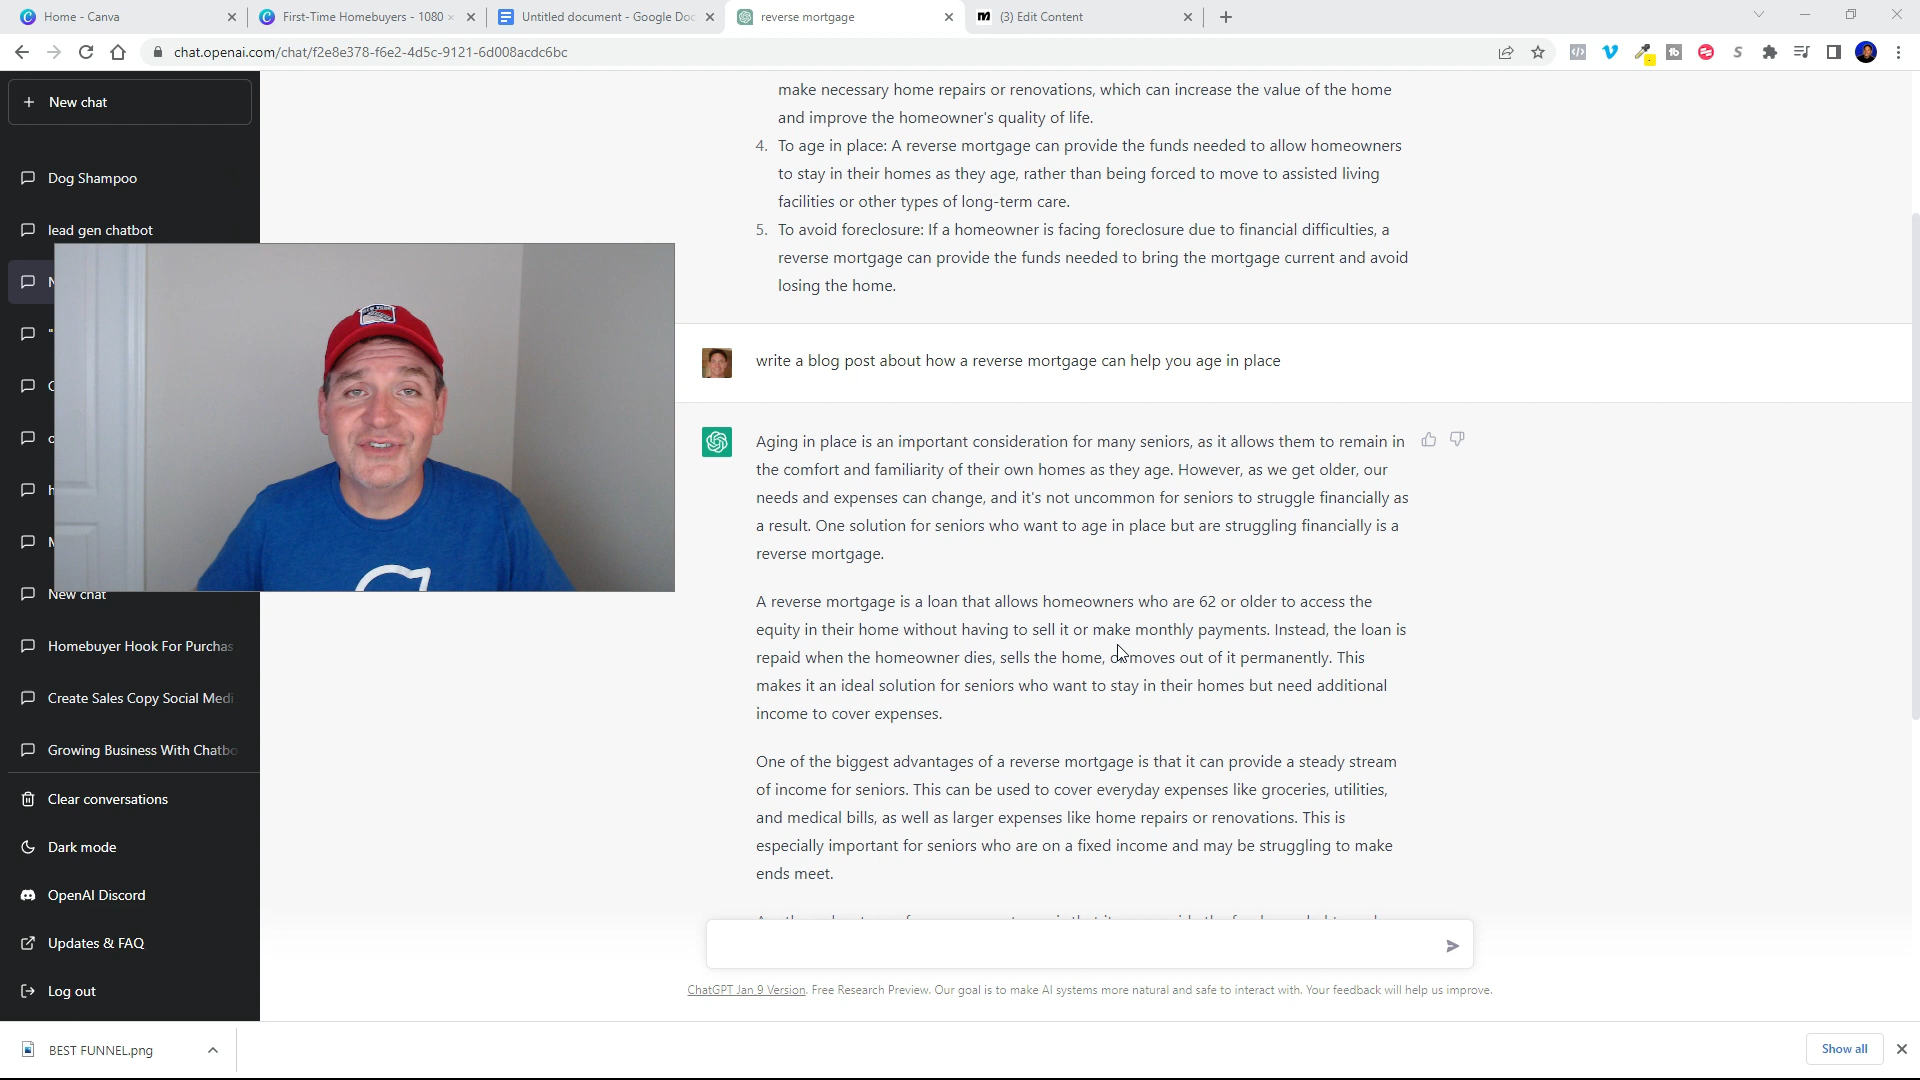 Home - Canva
First-Time Homebuyers - 1080
Untitled document - Google Doc
reverse mortgage
(3) Edit Content
chat.openai.com/chat/f2e8e378-f6e2-4d5c-9121-6d008acdc6bc
New chat
Dog Shampoo
lead gen chatbot
New chat
Homebuyer Hook For Purchas
Create Sales Copy Social Medi
Growing Business With Chatbo
Clear conversations
Dark mode
OpenAI Discord
Updates & FAQ
Log out
make necessary home repairs or renovations, which can increase the value of the home
and improve the homeowner's quality of life.
4. To age in place: A reverse mortgage can provide the funds needed to allow homeowners
to stay in their homes as they age, rather than being forced to move to assisted living
facilities or other types of long-term care.
5. To avoid foreclosure: If a homeowner is facing foreclosure due to financial difficulties, a
reverse mortgage can provide the funds needed to bring the mortgage current and avoid
losing the home.
write a blog post about how a reverse mortgage can help you age in place
Aging in place is an important consideration for many seniors, as it allows them to remain in
the comfort and familiarity of their own homes as they age. However, as we get older, our
needs and expenses can change, and it's not uncommon for seniors to struggle financially as
a result. One solution for seniors who want to age in place but are struggling financially is a
reverse mortgage.
A reverse mortgage is a loan that allows homeowners who are 62 or older to access the
equity in their home without having to sell it or make monthly payments. Instead, the loan is
repaid when the homeowner dies, sells the home, or moves out of it permanently. This
makes it an ideal solution for seniors who want to stay in their homes but need additional
income to cover expenses.
One of the biggest advantages of a reverse mortgage is that it can provide a steady stream
of income for seniors. This can be used to cover everyday expenses like groceries, utilities,
and medical bills, as well as larger expenses like home repairs or renovations. This is
especially important for seniors who are on a fixed income and may be struggling to make
ends meet.
ChatGPT Jan 9 Version. Free Research Preview. Our goal is to make AI systems more natural and safe to interact with. Your feedback will help us improve.
BEST FUNNEL.png
Show all